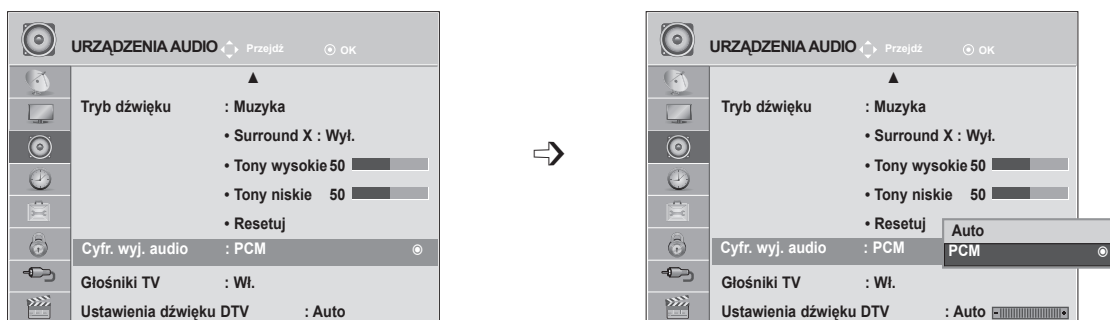 URZĄDZENIA AUDIO Przejdź OK
▲
Tryb dźwięku : Muzyka
• Surround X : Wył.
• Tony wysokie 50
• Tony niskie 50
• Resetuj
Cyfr. wyj. audio : PCM
Głośniki TV : Wł.
Ustawienia dźwięku DTV : Auto
URZĄDZENIA AUDIO Przejdź OK
▲
Tryb dźwięku : Muzyka
• Surround X : Wył.
• Tony wysokie 50
• Tony niskie 50
• Resetuj
Auto
Cyfr. wyj. audio : PCM
PCM
Głośniki TV : Wł.
Ustawienia dźwięku DTV : Auto